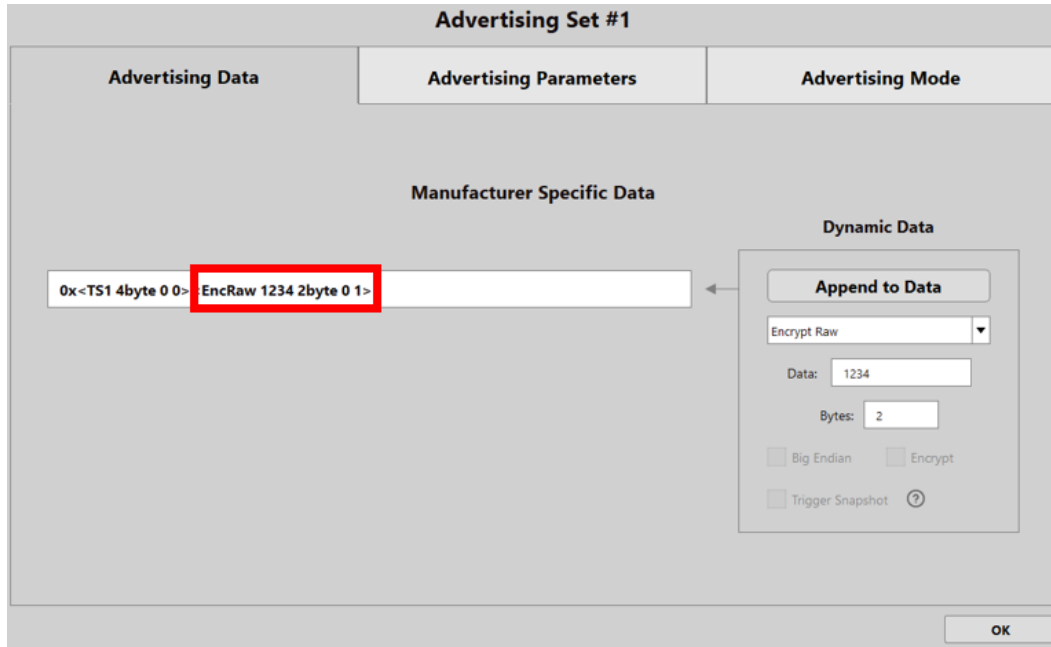 Advertising Set #1
Advertising Data
Advertising Parameters
Advertising Mode
Manufacturer Specific Data
0x<TS1 4byte 0 0><EncRaw 1234 2byte 0 1>
Dynamic Data
Append to Data
Encrypt Raw
Data: 1234
Bytes: 2
Big Endian Encrypt
Trigger Snapshot ?
OK